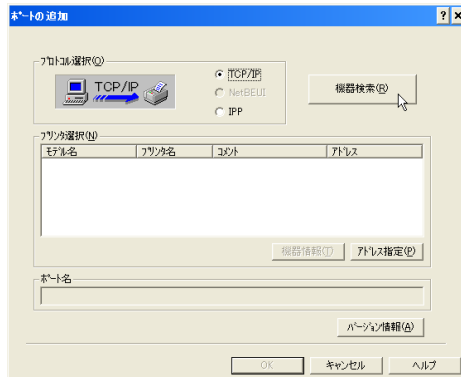 ポートの追加
プロトコル選択(O)
TCP/IP
TCP/IP
NetBEUI
IPP
機器検索(R)
プリンタ選択(N)
モデル名 プリンタ名 コメント アドレス
機器情報(T) アドレス指定(P)
ポート名
バージョン情報(A)
OK キャンセル ヘルプ